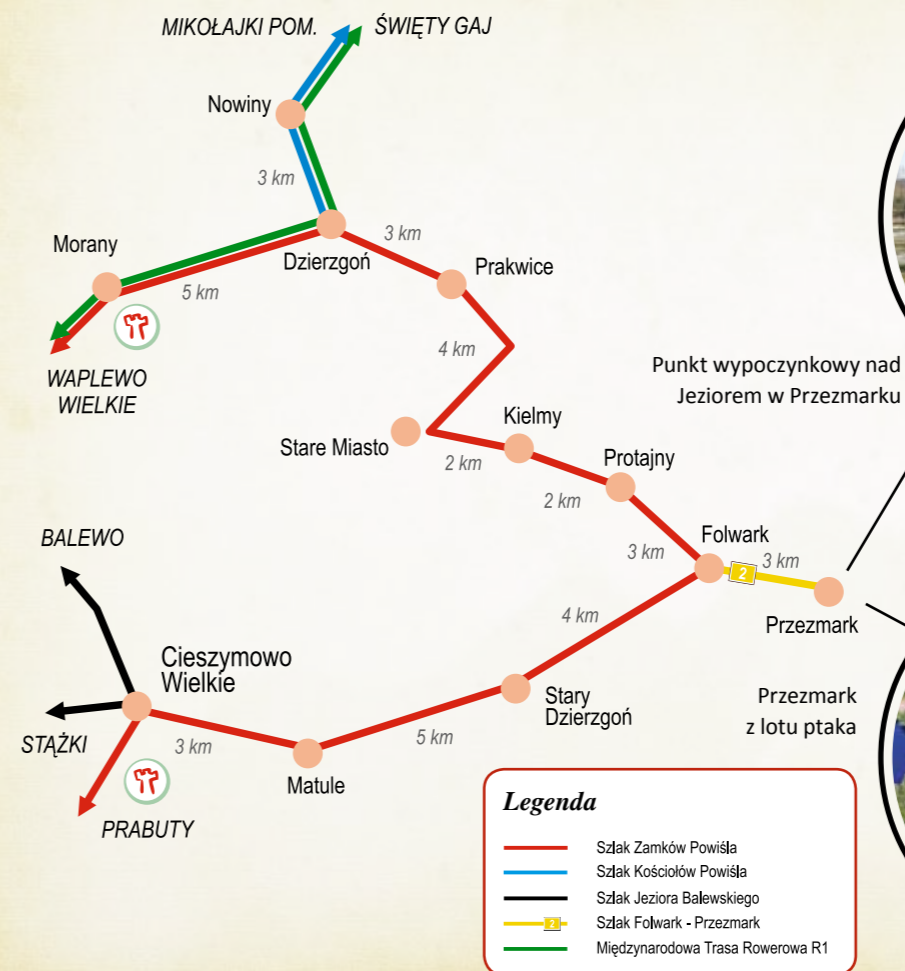 MIKOŁAJKI POM.
ŚWIĘTY GAJ
Nowiny
3 km
Morany
Dzierzgoń
3 km
Prakwice
5 km
4 km
WAPLEWO
WIELKIE
Punkt wypoczynkowy nad
Jeziorem w Przezmarku
Stare Miasto
Kielmy
2 km
Protajny
2 km
BALEWO
3 km
Folwark
2
3 km
Przezmark
4 km
Cieszymowo
Wielkie
Stary
Dzierzgoń
Przezmark
z lotu ptaka
STĄŻKI
3 km
5 km
Matule
PRABUTY
Legenda
Szlak Zamków Powiśla
Szlak Kościołów Powiśla
Szlak Jeziora Balewskiego
2 Szlak Folwark - Przezmark
Międzynarodowa Trasa Rowerowa R1